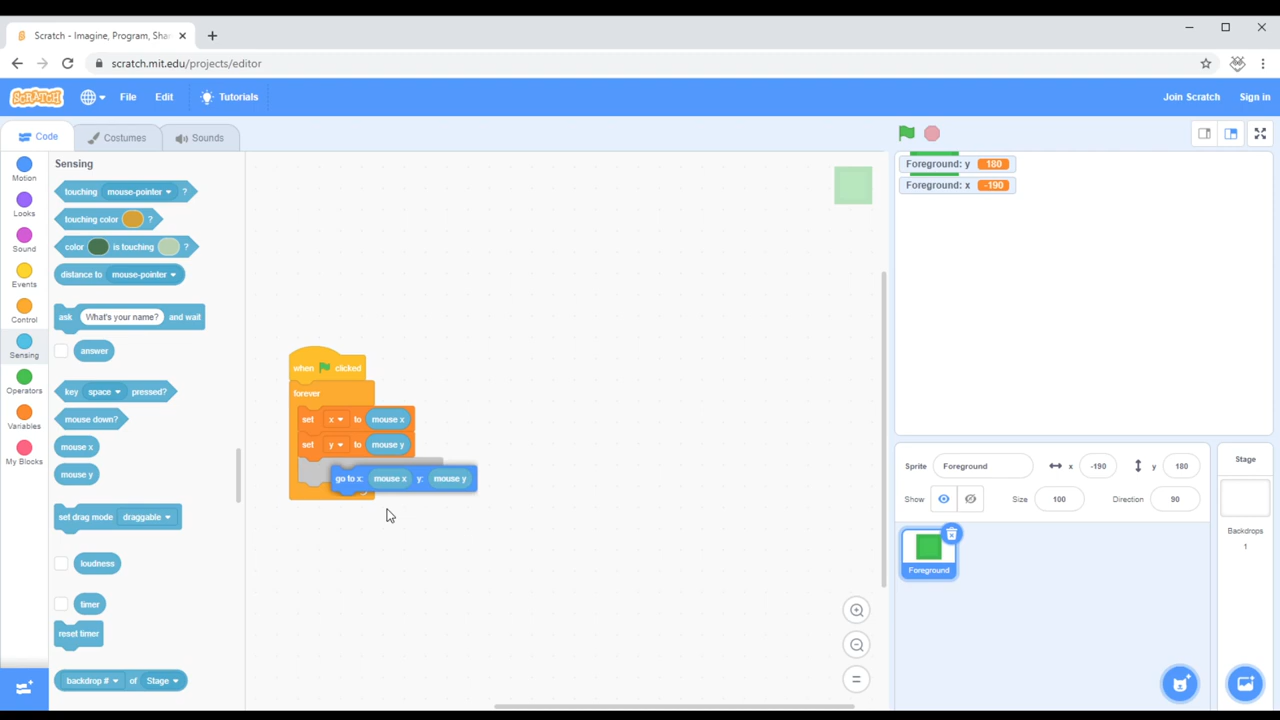 Scratch - Imagine, Program, Sha
scratch.mit.edu/projects/editor
SCRATCH
File
Edit
Tutorials
Join Scratch
Sign in
Code
Costumes
Sounds
Motion
Looks
Sound
Events
Control
Sensing
Operators
Variables
My Blocks
Sensing
touching mouse-pointer ?
touching color ?
color is touching ?
distance to mouse-pointer
ask What's your name? and wait
answer
key space pressed?
mouse down?
mouse x
mouse y
set drag mode draggable
loudness
timer
reset timer
backdrop # of Stage
when clicked
forever
set x to mouse x
set y to mouse y
go to x: mouse x y: mouse y
Foreground: y 180
Foreground: x -190
Sprite Foreground x -190 y 180
Show Size 100 Direction 90
Foreground
Stage
Backdrops
1